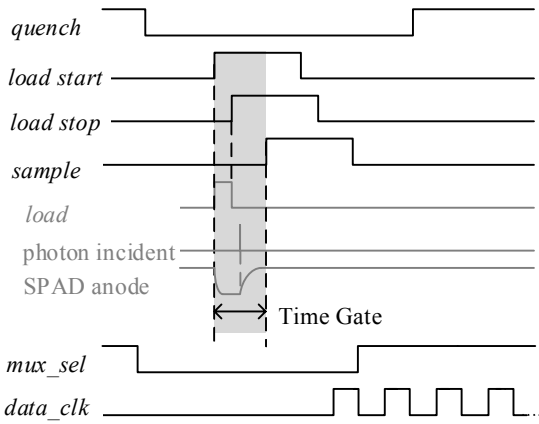 quench
load start
load stop
sample
load
photon incident
SPAD anode
Time Gate
mux_sel
data_clk